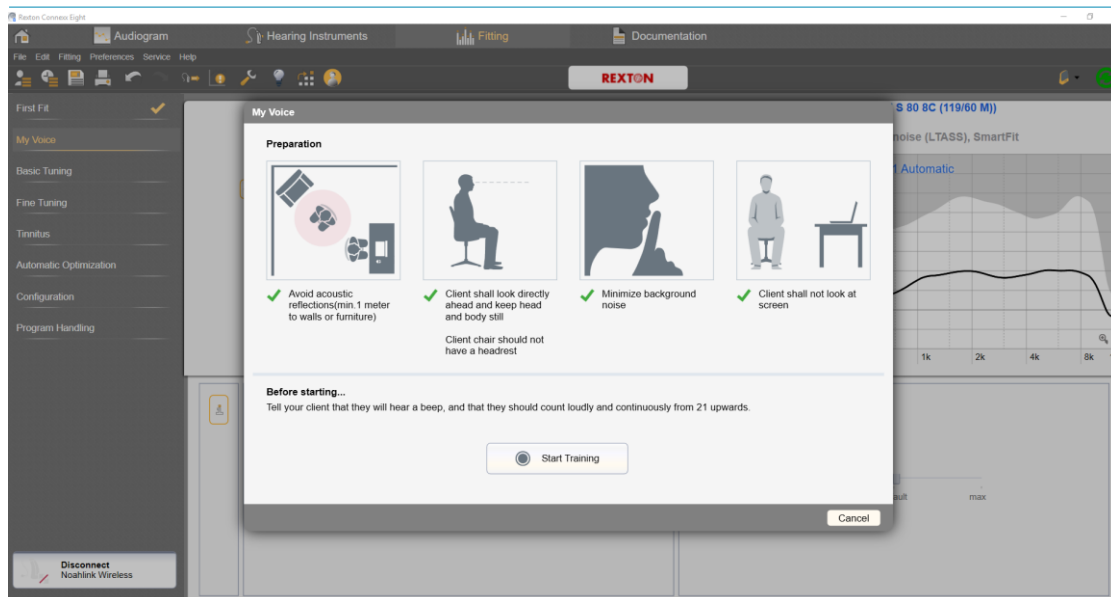 Rexton Connexx Eight
Audiogram
Hearing Instruments
Fitting
Documentation
File Edit Fitting Preferences Service Help
REXTON
First Fit
My Voice
Basic Tuning
Fine Tuning
Tinnitus
Automatic Optimization
Configuration
Program Handling
Disconnect
Noahlink Wireless
My Voice
Preparation
Avoid acoustic
reflections(min.1 meter
to walls or furniture)
Client shall look directly
ahead and keep head
and body still
Client chair should not
have a headrest
Minimize background
noise
Client shall not look at
screen
Before starting...
Tell your client that they will hear a beep, and that they should count loudly and continuously from 21 upwards.
Start Training
Cancel
S 80 8C (119/60 M))
noise (LTASS), SmartFit
1 Automatic
1k 2k 4k 8k
ault max